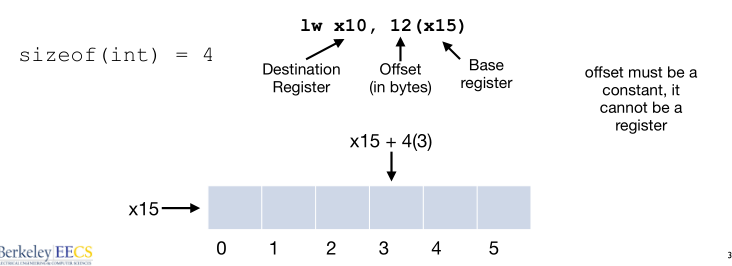 lw x10, 12(x15)
sizeof(int) = 4
Destination
Register
Offset
(in bytes)
Base
register
offset must be a
constant, it
cannot be a
register
x15 + 4(3)
x15
0 1 2 3 4 5
Berkeley EECS
ELECTRICAL ENGINEERING & COMPUTER SCIENCES
3